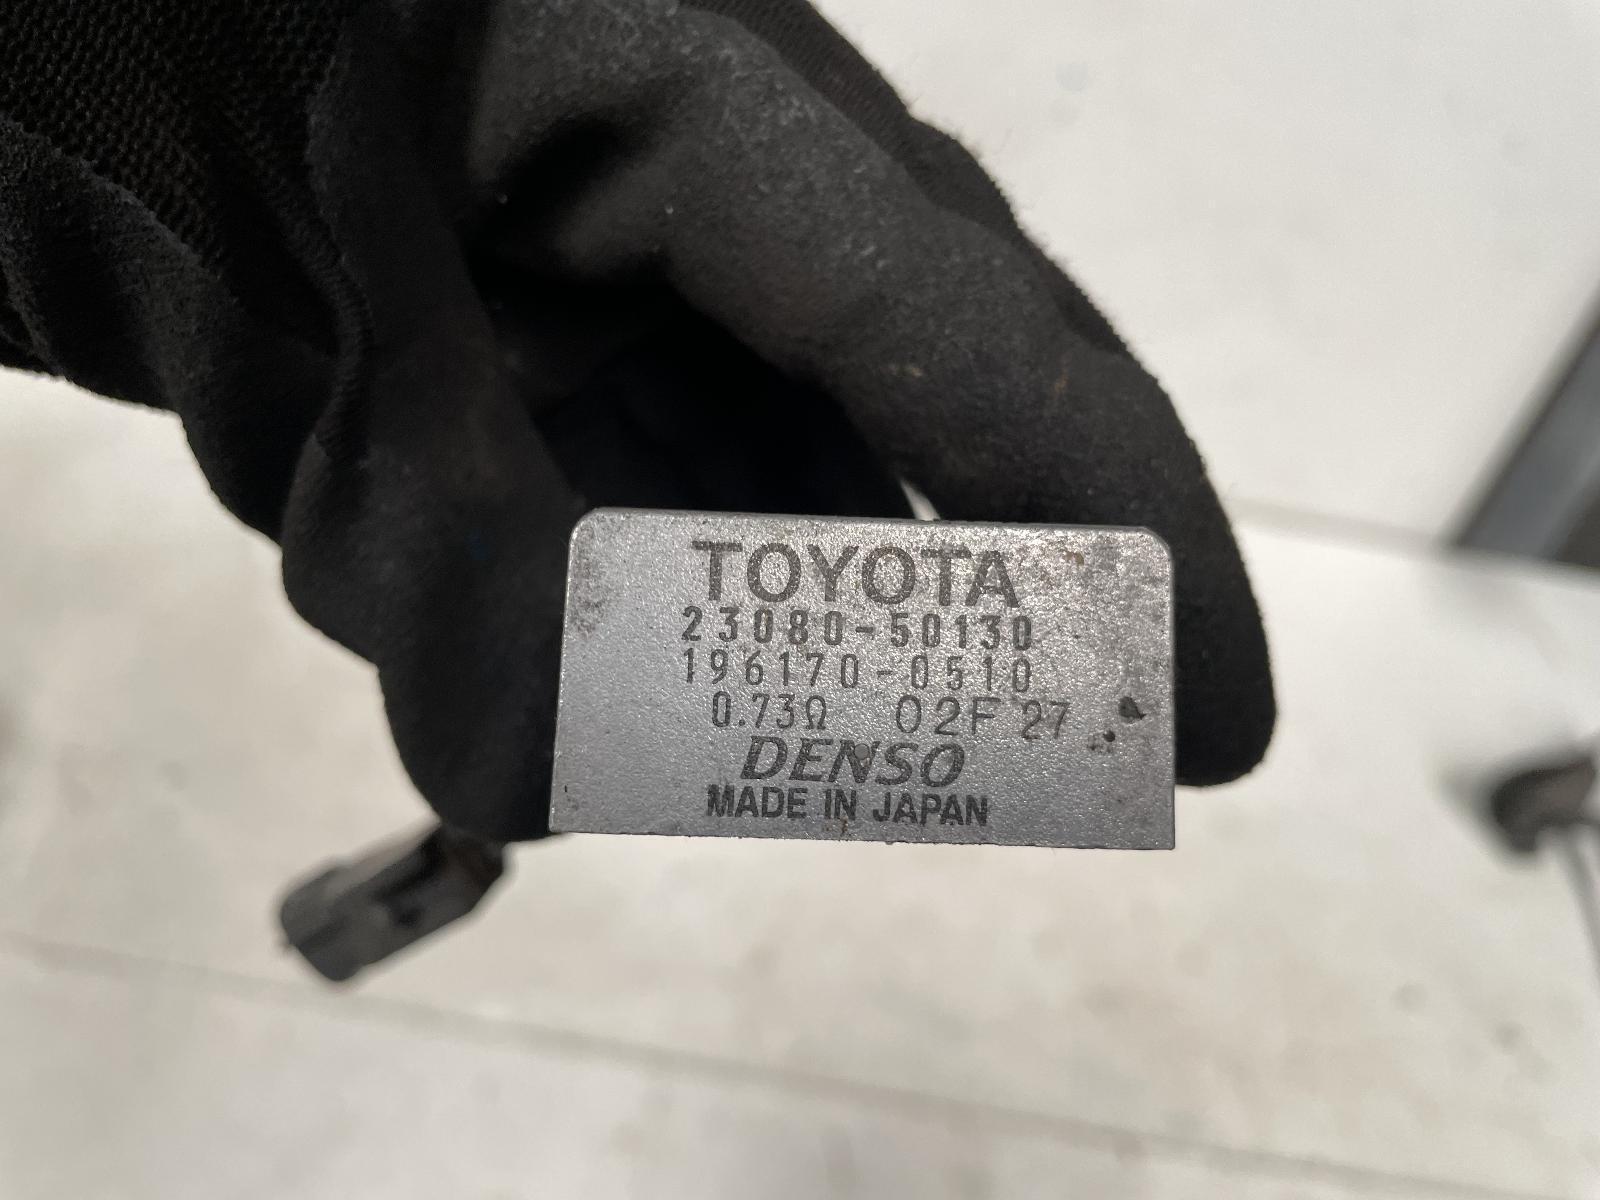 TOYOTA
23080-50130
196170-0510
0.73Ω 02F 27
DENSO
MADE IN JAPAN